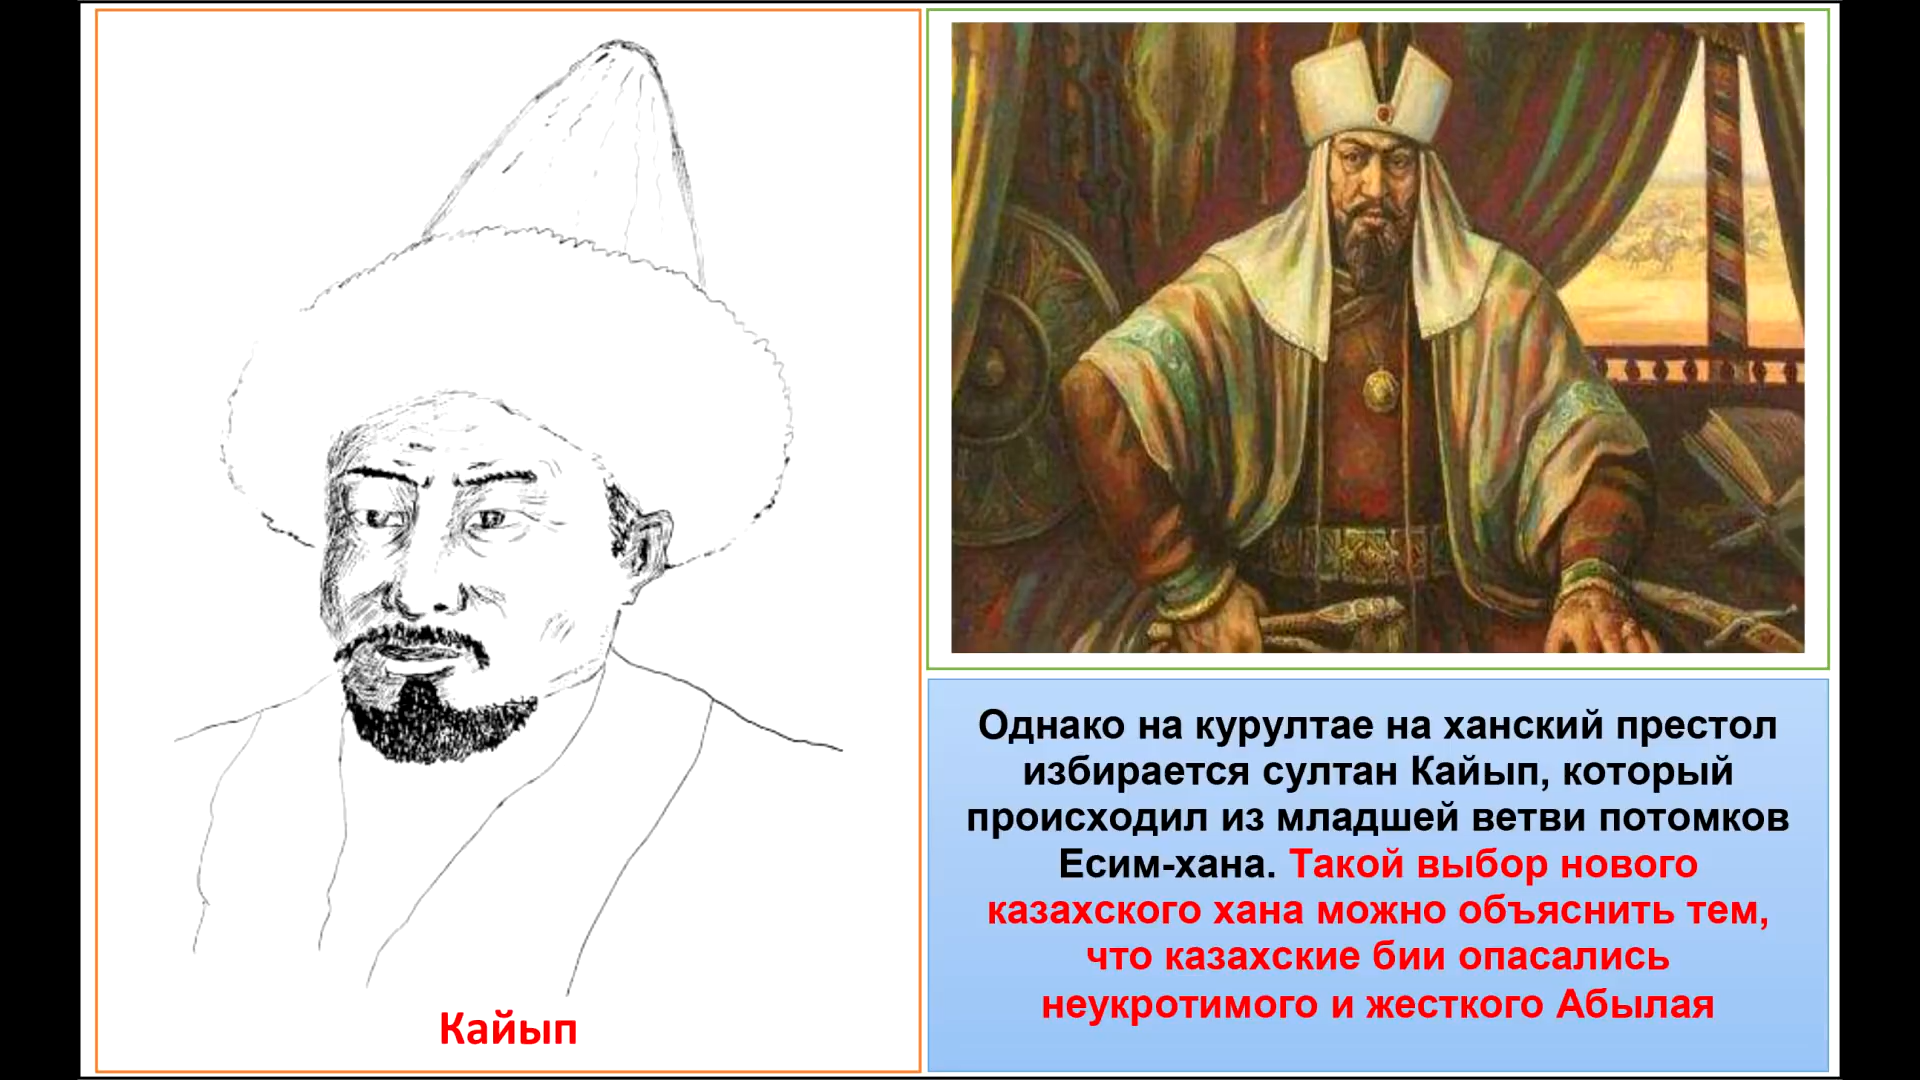 Кайып
Однако на курултае на ханский престол
избирается султан Кайып, который
происходил из младшей ветви потомков
Есим-хана. Такой выбор нового
казахского хана можно объяснить тем,
что казахские бии опасались
неукротимого и жесткого Абылая